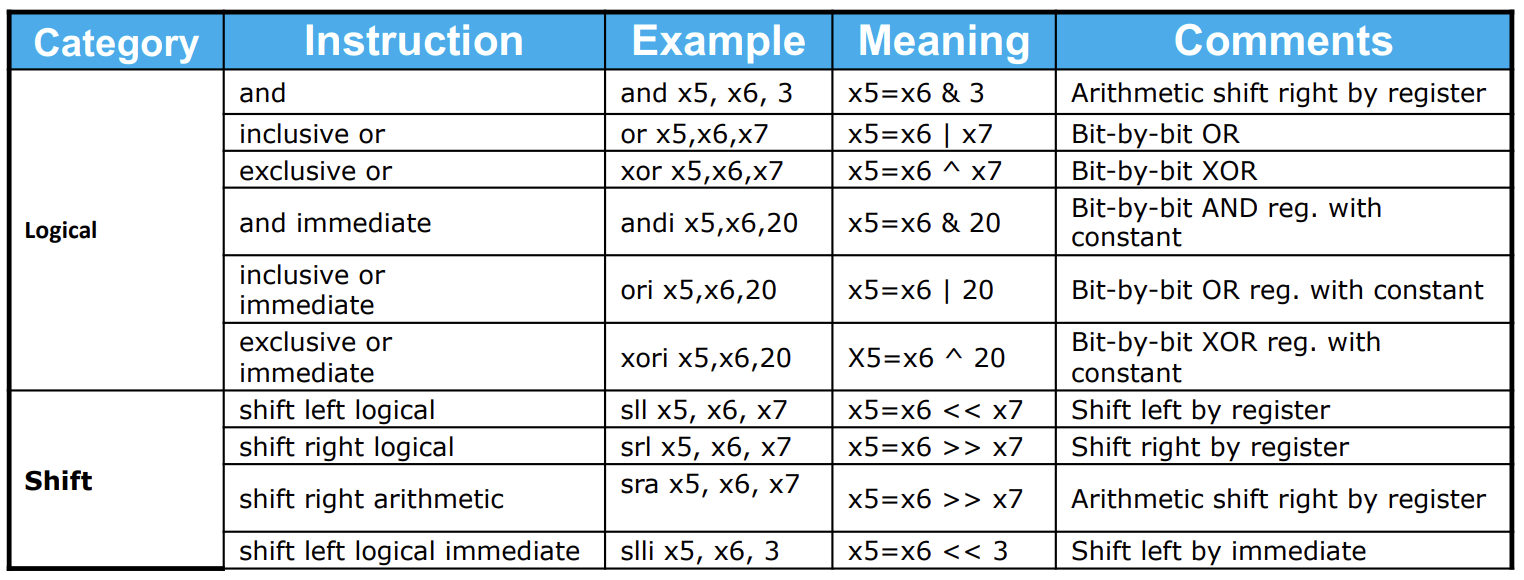 Category Instruction Example Meaning Comments
Logical
and and x5, x6, 3 x5=x6 & 3 Arithmetic shift right by register
inclusive or or x5,x6,x7 x5=x6 | x7 Bit-by-bit OR
exclusive or xor x5,x6,x7 x5=x6 ^ x7 Bit-by-bit XOR
and immediate andi x5,x6,20 x5=x6 & 20 Bit-by-bit AND reg. with
constant
inclusive or
immediate ori x5,x6,20 x5=x6 | 20 Bit-by-bit OR reg. with constant
exclusive or
immediate xori x5,x6,20 X5=x6 ^ 20 Bit-by-bit XOR reg. with
constant
Shift
shift left logical sll x5, x6, x7 x5=x6 << x7 Shift left by register
shift right logical srl x5, x6, x7 x5=x6 >> x7 Shift right by register
shift right arithmetic sra x5, x6, x7 x5=x6 >> x7 Arithmetic shift right by register
shift left logical immediate slli x5, x6, 3 x5=x6 << 3 Shift left by immediate